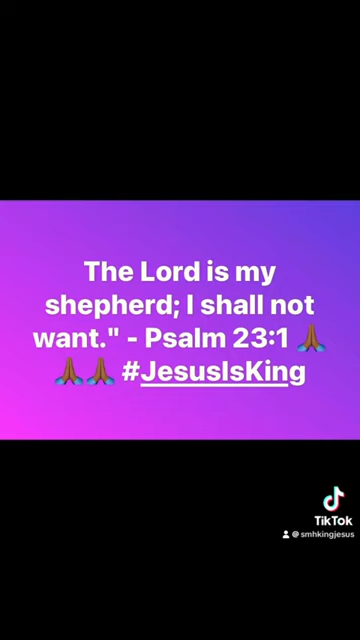 The Lord is my
shepherd; I shall not
want." - Psalm 23:1 🙏🏾
🙏🏾🙏🏾 #JesusIsKing
TikTok
@smhkingjesus